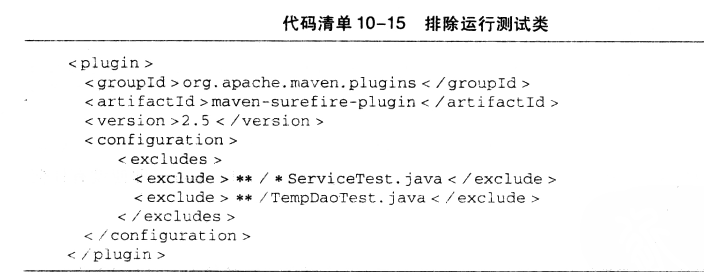 代码清单 10-15 排除运行测试类
<plugin>
<groupId>org.apache.maven.plugins</groupId>
<artifactId>maven-surefire-plugin</artifactId>
<version>2.5</version>
<configuration>
<excludes>
<exclude>**/*ServiceTest.java</exclude>
<exclude>**/TempDaoTest.java</exclude>
</excludes>
</configuration>
</plugin>